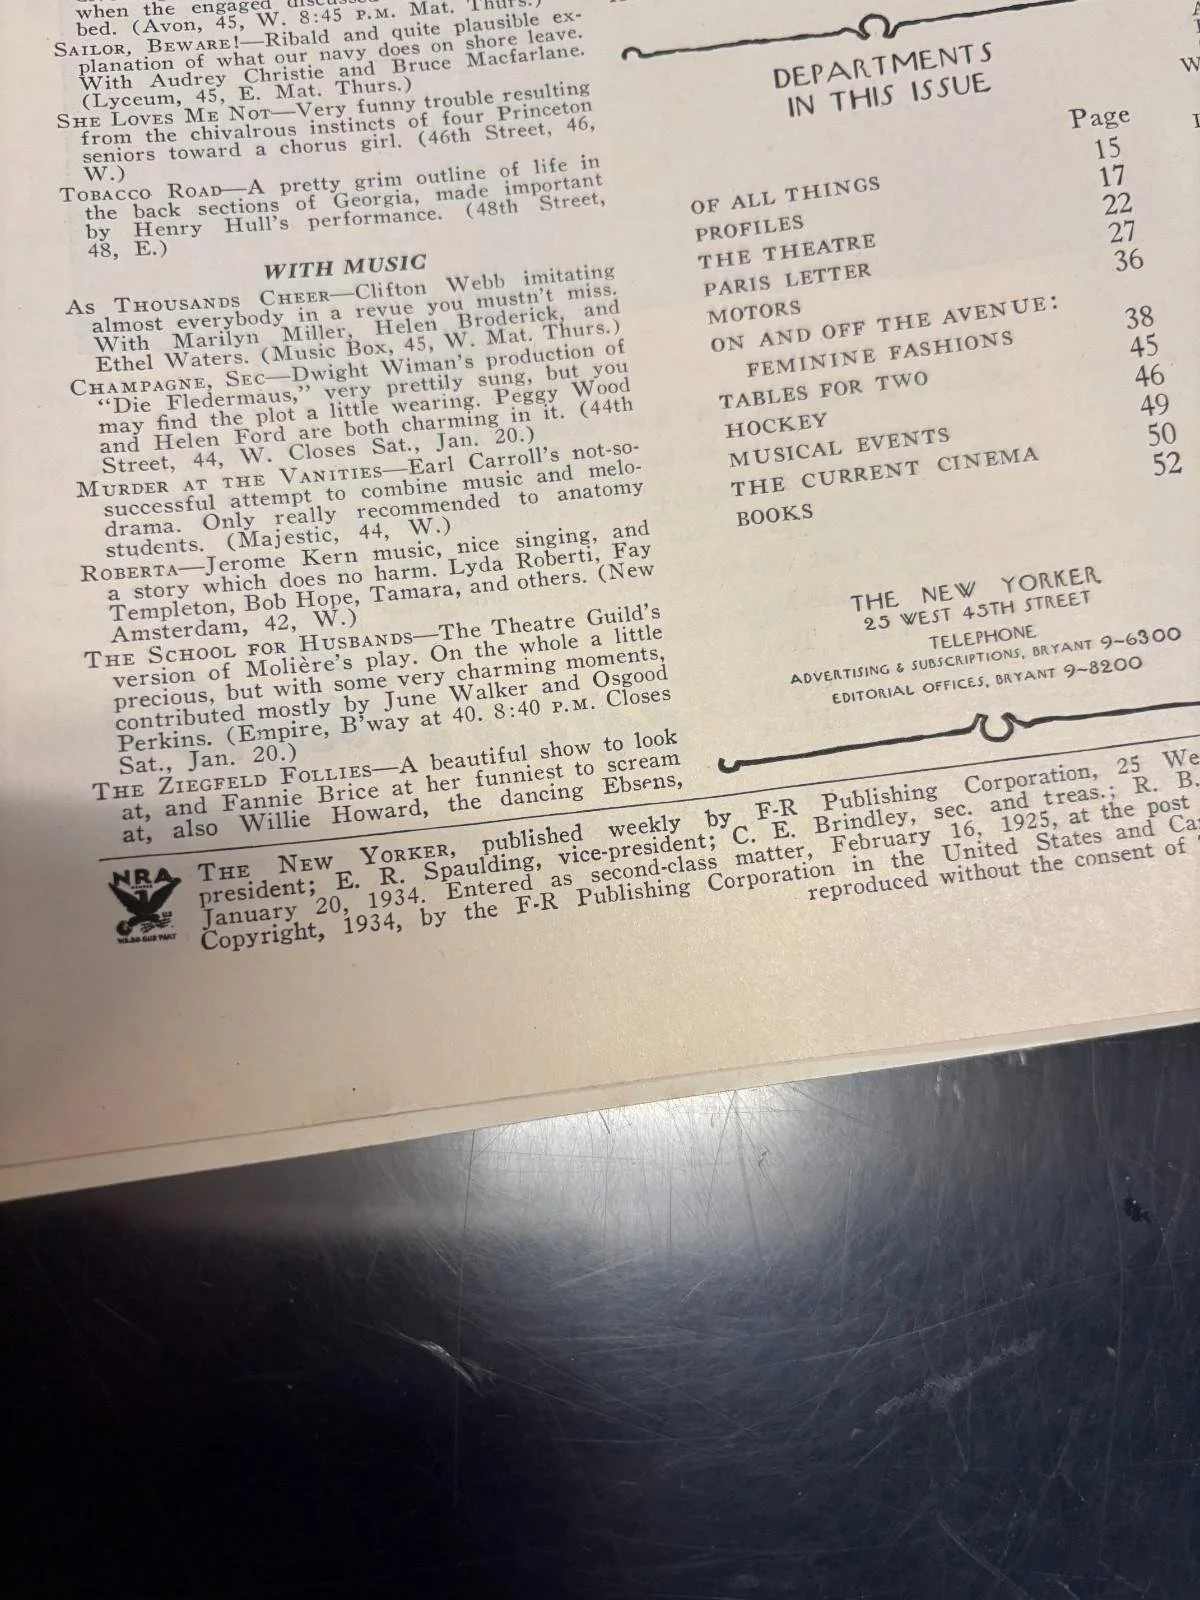 when the engaged discussed
bed. (Avon, 45, W. 8:45 P.M. Mat. Thurs.)
SAILOR, BEWARE!—Ribald and quite plausible ex-
planation of what our navy does on shore leave.
With Audrey Christie and Bruce Macfarlane.
(Lyceum, 45, E. Mat. Thurs.)
SHE LOVES ME NOT—Very funny trouble resulting
from the chivalrous instincts of four Princeton
seniors toward a chorus girl. (46th Street, 46,
W.)
TOBACCO ROAD—A pretty grim outline of life in
the back sections of Georgia, made important
by Henry Hull's performance. (48th Street,
48, E.)
WITH MUSIC
AS THOUSANDS CHEER—Clifton Webb imitating
almost everybody in a revue you mustn't miss.
With Marilyn Miller, Helen Broderick, and
Ethel Waters. (Music Box, 45, W. Mat. Thurs.)
CHAMPAGNE, SEC—Dwight Wiman's production of
"Die Fledermaus," very prettily sung, but you
may find the plot a little wearing. Peggy Wood
and Helen Ford are both charming in it. (44th
Street, 44, W. Closes Sat., Jan. 20.)
MURDER AT THE VANITIES—Earl Carroll's not-so-
successful attempt to combine music and melo-
drama. Only really recommended to anatomy
students. (Majestic, 44, W.)
ROBERTA—Jerome Kern music, nice singing, and
a story which does no harm. Lyda Roberti, Fay
Templeton, Bob Hope, Tamara, and others. (New
Amsterdam, 42, W.)
THE SCHOOL FOR HUSBANDS—The Theatre Guild's
version of Molière's play. On the whole a little
precious, but with some very charming moments,
contributed mostly by June Walker and Osgood
Perkins. (Empire, B'way at 40. 8:40 P.M. Closes
Sat., Jan. 20.)
THE ZIEGFELD FOLLIES—A beautiful show to look
at, and Fannie Brice at her funniest to scream
at, also Willie Howard, the dancing Ebsens,
DEPARTMENTS
IN THIS ISSUE
Page
OF ALL THINGS 15
PROFILES 17
THE THEATRE 22
PARIS LETTER 27
MOTORS 36
ON AND OFF THE AVENUE:
FEMININE FASHIONS 38
TABLES FOR TWO 45
HOCKEY 46
MUSICAL EVENTS 49
THE CURRENT CINEMA 50
BOOKS 52
THE NEW YORKER
25 WEST 45TH STREET
TELEPHONE
ADVERTISING & SUBSCRIPTIONS, BRYANT 9-6300
EDITORIAL OFFICES, BRYANT 9-8200
NRA
THE NEW YORKER, published weekly by F-R Publishing Corporation, 25 We
president; E. R. Spaulding, vice-president; C. E. Brindley, sec. and treas.; R. B.
January 20, 1934. Entered as second-class matter, February 16, 1925, at the post
Copyright, 1934, by the F-R Publishing Corporation in the United States and Ca
reproduced without the consent of